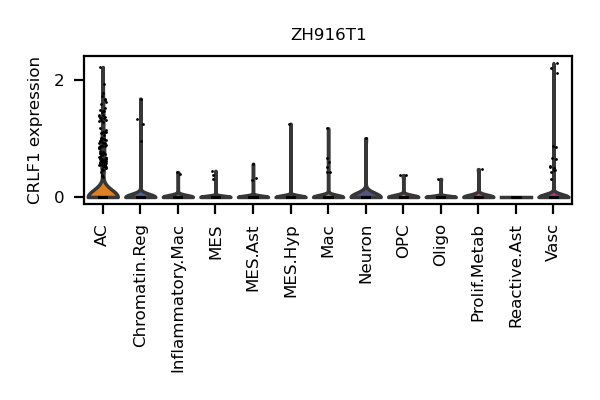 ZH916T1
CRLF1 expression
2
0
AC
Chromatin.Reg
Inflammatory.Mac
MES
MES.Ast
MES.Hyp
Mac
Neuron
OPC
Oligo
Prolif.Metab
Reactive.Ast
Vasc